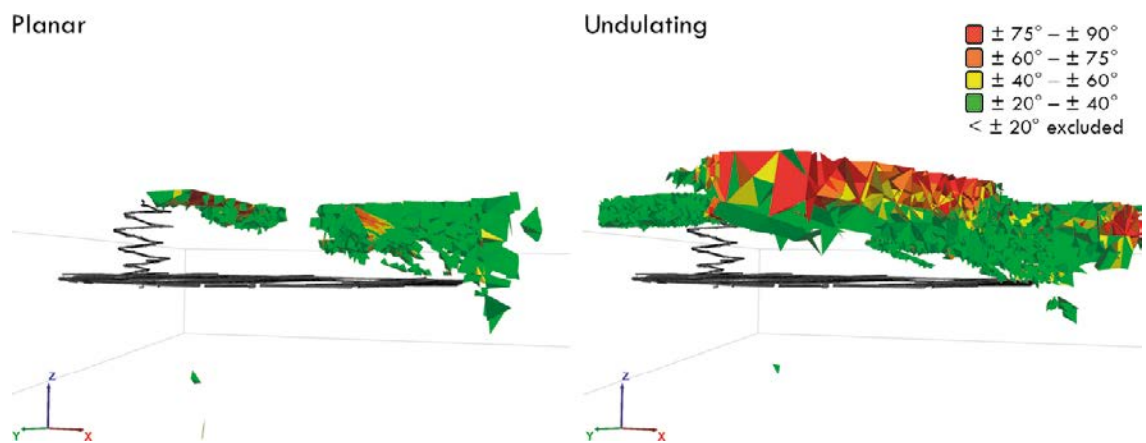 Planar
Undulating
± 75° – ± 90°
± 60° – ± 75°
± 40° – ± 60°
± 20° – ± 40°
< ± 20° excluded
Z
Y
X
Z
Y
X